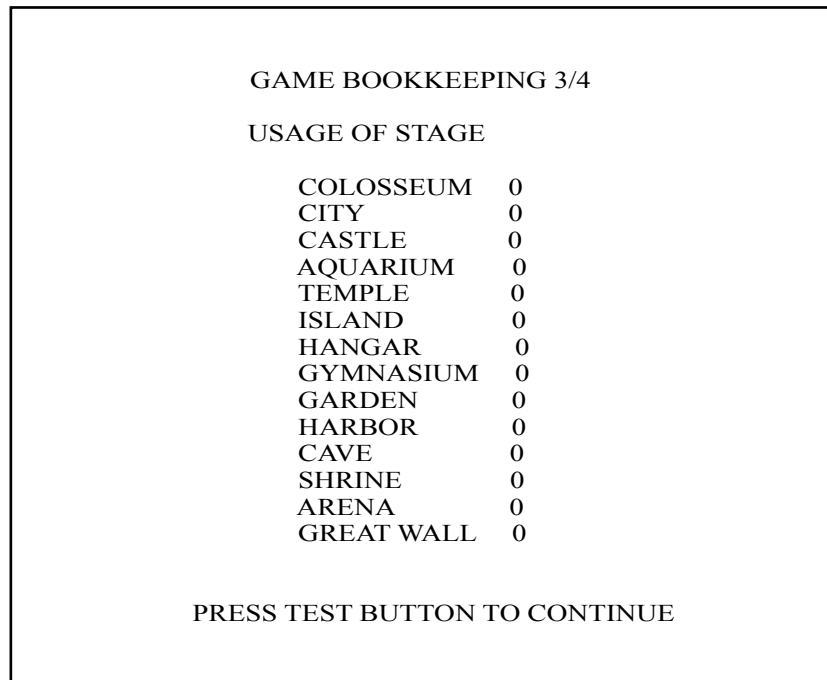 GAME BOOKKEEPING 3/4
USAGE OF STAGE
COLOSSEUM 0
CITY 0
CASTLE 0
AQUARIUM 0
TEMPLE 0
ISLAND 0
HANGAR 0
GYMNASIUM 0
GARDEN 0
HARBOR 0
CAVE 0
SHRINE 0
ARENA 0
GREAT WALL 0
PRESS TEST BUTTON TO CONTINUE